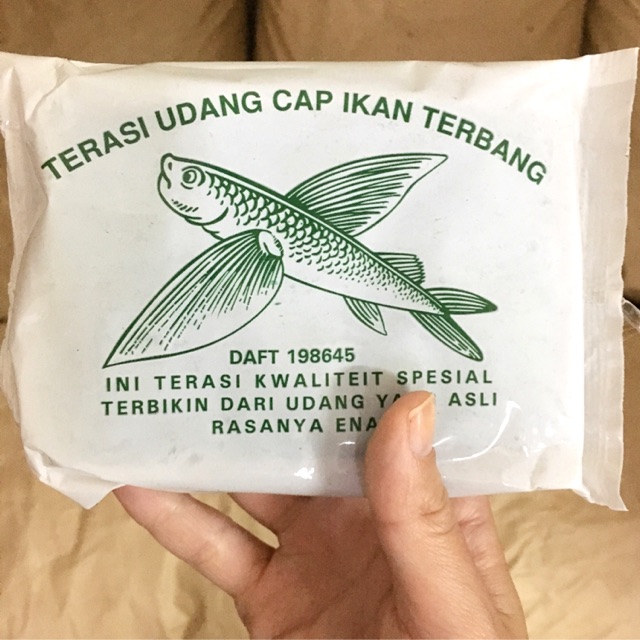 TERASI UDANG CAP IKAN TERBANG
DAFT 198645
INI TERASI KWALITEIT SPESIAL
TERBIKIN DARI UDANG ASLI
RASANYA